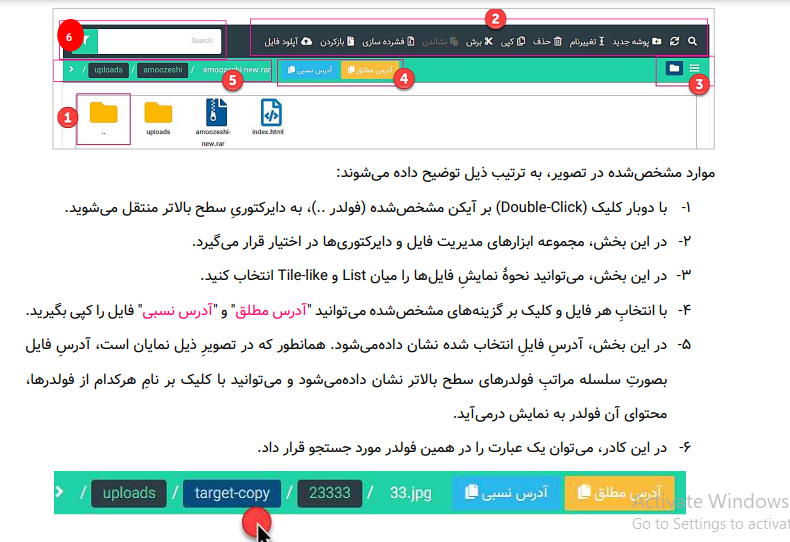 2
6
Search
آپلود فایل
بازکردن
فشرده سازی
نشاندن
برش
کپی
حذف
تغییرنام
پوشه جدید
/ uploads / amoozeshi / amoozeshi-new.rar
آدرس نسبی
آدرس مطلق
5
4
3
1
..
uploads
amoozeshi-new.rar
index.html
موارد مشخص‌شده در تصویر، به ترتیب ذیل توضیح داده می‌شوند:
۱- با دوبار کلیک (Double-Click) بر آیکن مشخص‌شده (فولدر ..)، به دایرکتوریِ سطح بالاتر منتقل می‌شوید.
۲- در این بخش، مجموعه ابزارهای مدیریت فایل و دایرکتوری‌ها در اختیار قرار می‌گیرد.
۳- در این بخش، می‌توانید نحوۀ نمایشِ فایل‌ها را میان List و Tile-like انتخاب کنید.
۴- با انتخابِ هر فایل و کلیک بر گزینه‌های مشخص‌شده می‌توانید "آدرس مطلق" و "آدرس نسبی" فایل را کپی بگیرید.
۵- در این بخش، آدرسِ فایلِ انتخاب شده نشان داده‌می‌شود. همانطور که در تصویرِ ذیل نمایان است، آدرسِ فایل
بصورتِ سلسله مراتبِ فولدرهای سطح بالاتر نشان داده‌می‌شود و می‌توانید با کلیک بر نامِ هرکدام از فولدرها،
محتوای آن فولدر به نمایش درمی‌آید.
۶- در این کادر، می‌توان یک عبارت را در همین فولدر مورد جستجو قرار داد.
/ uploads / target-copy / 23333 / 33.jpg آدرس نسبی آدرس مطلق
Activate Windows
Go to Settings to activat